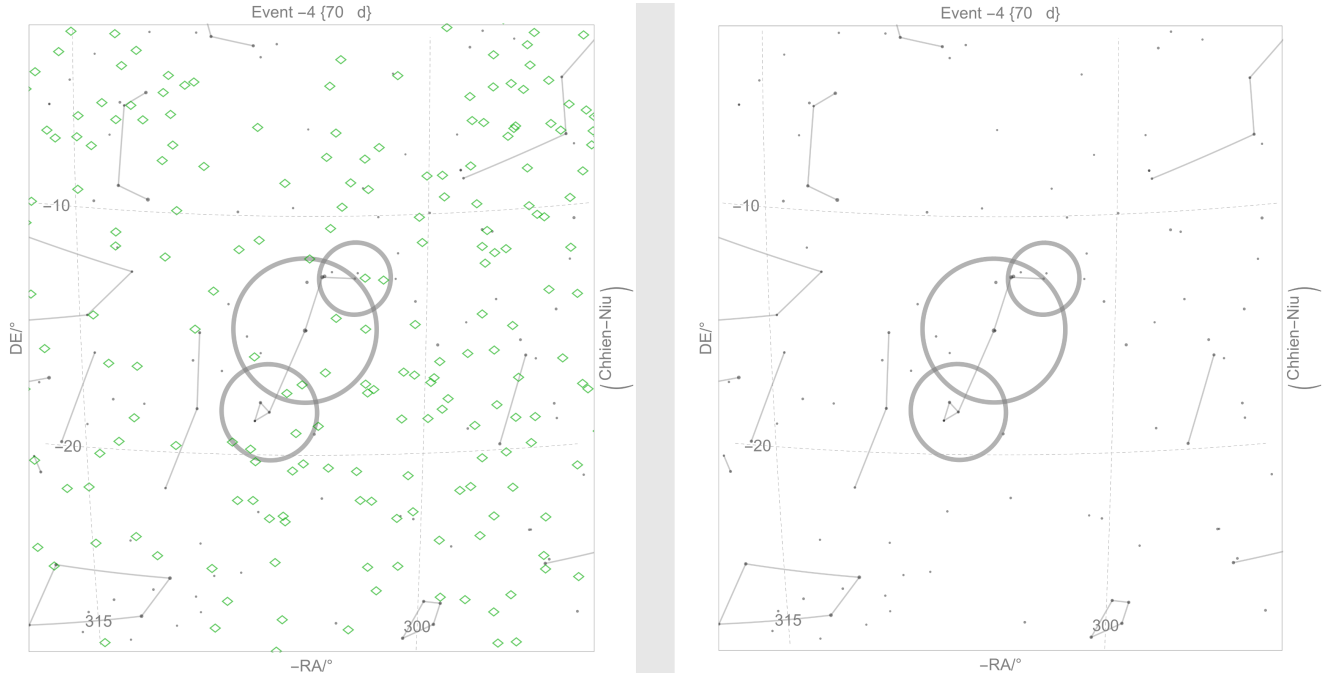 Event −4 {70 d}
−10
−20
315
300
DE/°
−RA/°
(Chhien−Niu)
Event −4 {70 d}
−10
−20
315
300
DE/°
−RA/°
(Chhien−Niu)